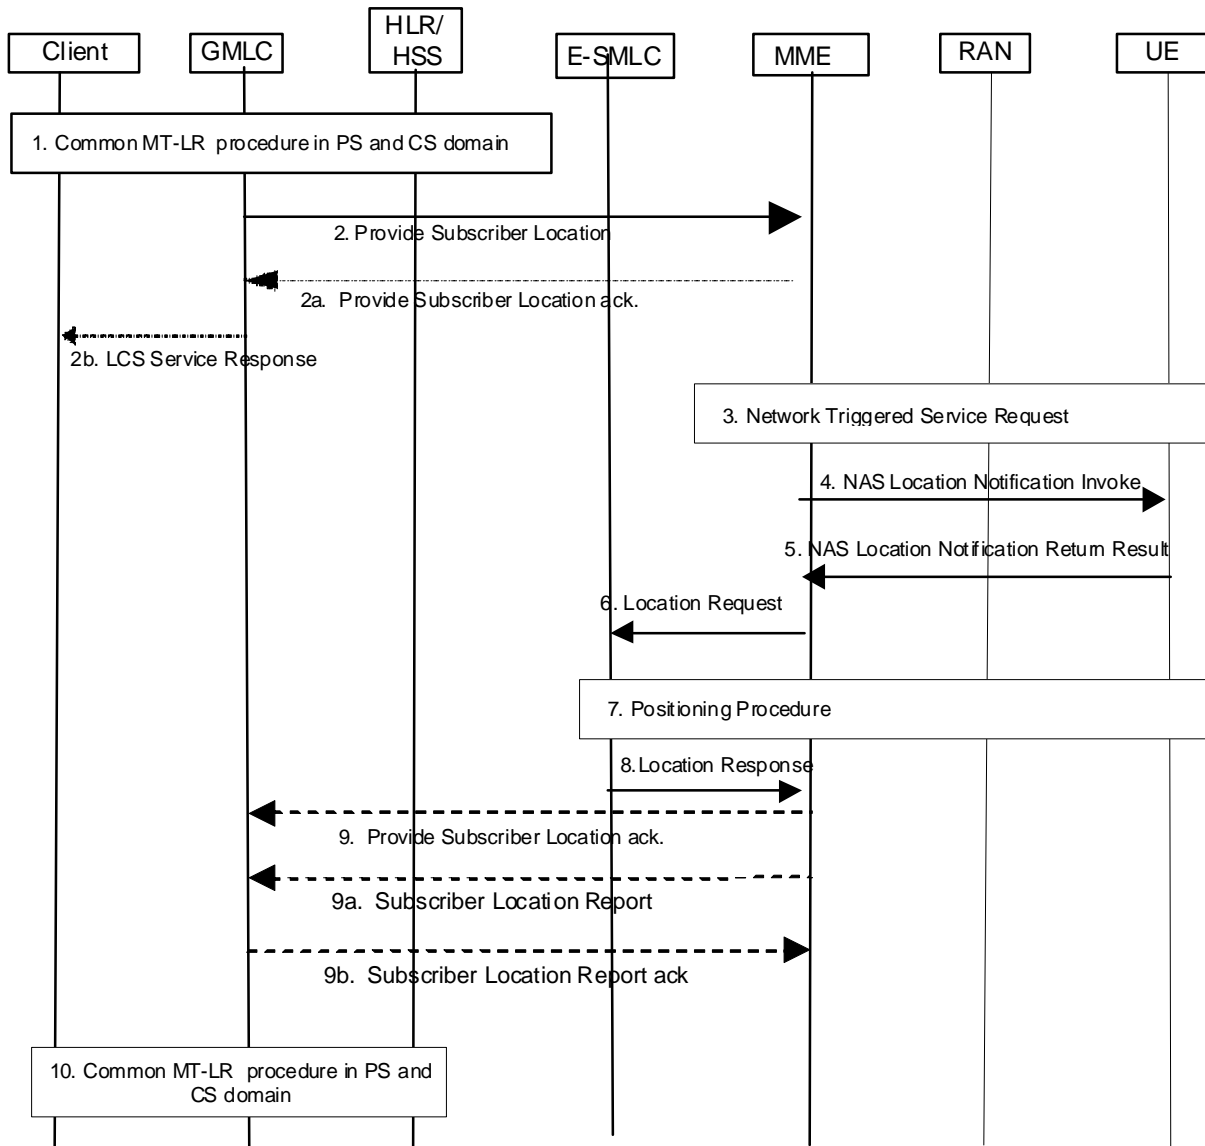 Client
GMLC
HLR/
HSS
E-SMLC
MME
RAN
UE
1. Common MT-LR procedure in PS and CS domain
2. Provide Subscriber Location
2a. Provide Subscriber Location ack.
2b. LCS Service Response
3. Network Triggered Service Request
4. NAS Location Notification Invoke
5. NAS Location Notification Return Result
6. Location Request
7. Positioning Procedure
8.Location Response
9. Provide Subscriber Location ack.
9a. Subscriber Location Report
9b. Subscriber Location Report ack
10. Common MT-LR procedure in PS and
CS domain